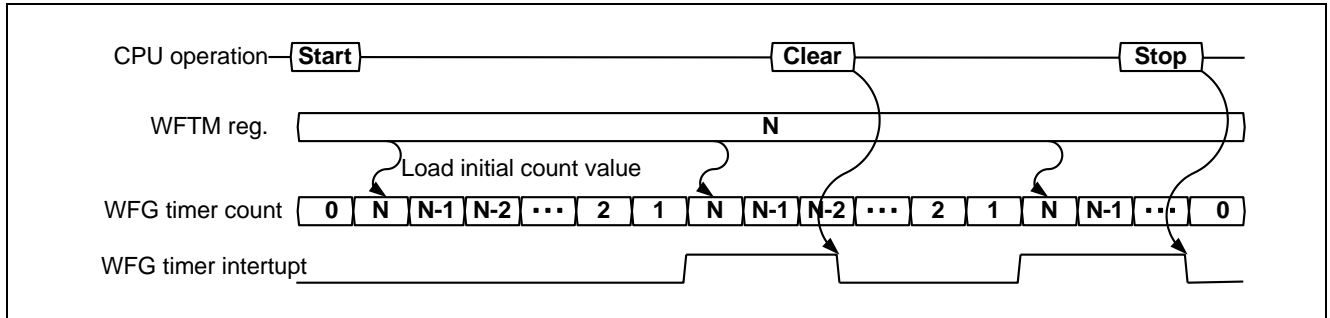 CPU operation Start Clear Stop
WFTM reg. N
Load initial count value
WFG timer count 0 N N-1 N-2 ··· 2 1 N N-1 N-2 ··· 2 1 N N-1 ··· 0
WFG timer intertupt